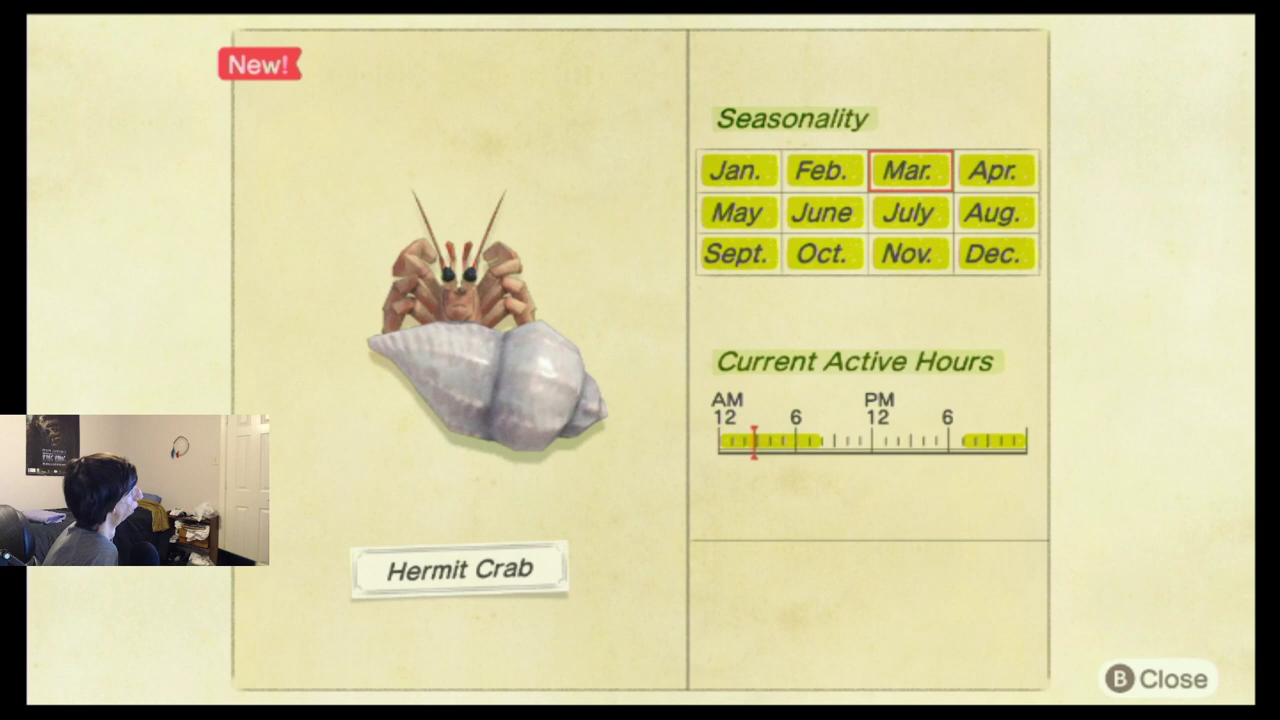 New!
Seasonality
Jan. Feb. Mar. Apr.
May June July Aug.
Sept. Oct. Nov. Dec.
Current Active Hours
AM PM
12 6 12 6
Hermit Crab
B Close